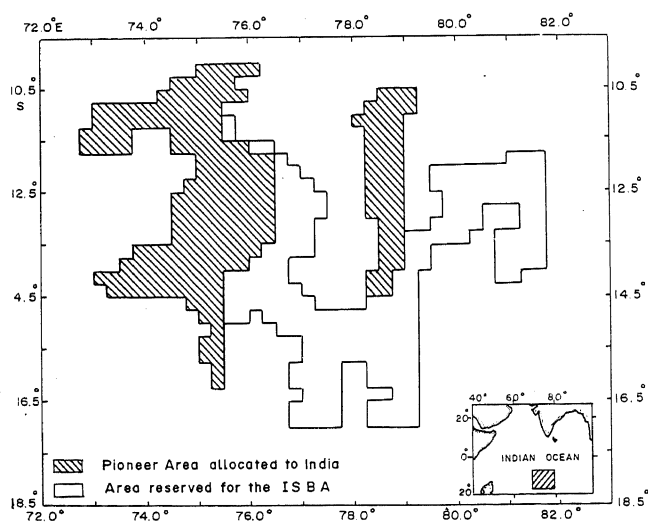 72.0°E 74.0° 76.0° 78.0° 80.0° 82.0°
10.5° S 10.5°
12.5° 12.5°
4.5° 14.5°
16.5° 16.5°
18.5° 18.5°
72.0° 74.0° 76.0° 78.0° 80.0° 82.0°
40° 60° 80°
20°
0°
20°
INDIAN OCEAN
Pioneer Area allocated to India
Area reserved for the ISBA